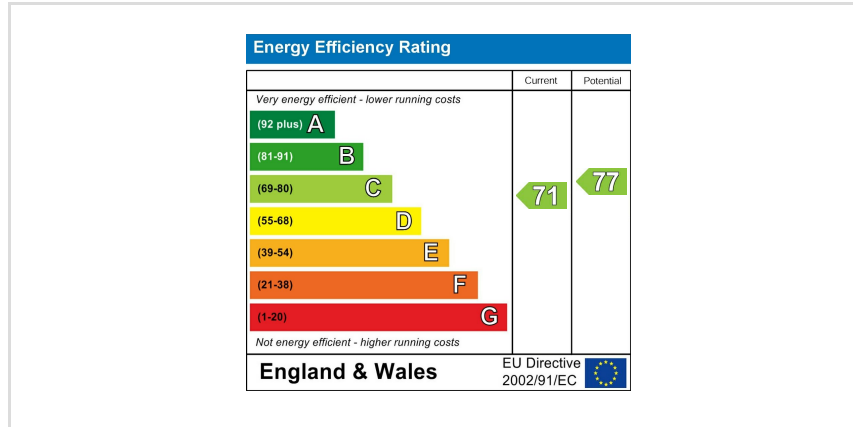 Energy Efficiency Rating
Current Potential
Very energy efficient - lower running costs
(92 plus) A
(81-91) B
(69-80) C
71 77
(55-68) D
(39-54) E
(21-38) F
(1-20) G
Not energy efficient - higher running costs
England & Wales
EU Directive
2002/91/EC